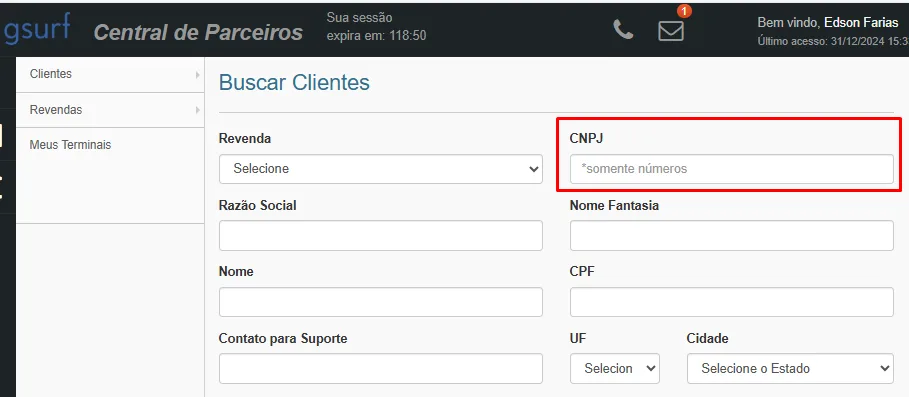 gsurf
Central de Parceiros
Sua sessão
expira em: 118:50
1
Bem vindo, Edson Farias
Último acesso: 31/12/2024 15:3
Clientes
Revendas
Meus Terminais
Buscar Clientes
Revenda
CNPJ
Selecione
*somente números
Razão Social
Nome Fantasia
Nome
CPF
Contato para Suporte
UF
Cidade
Selecion
Selecione o Estado